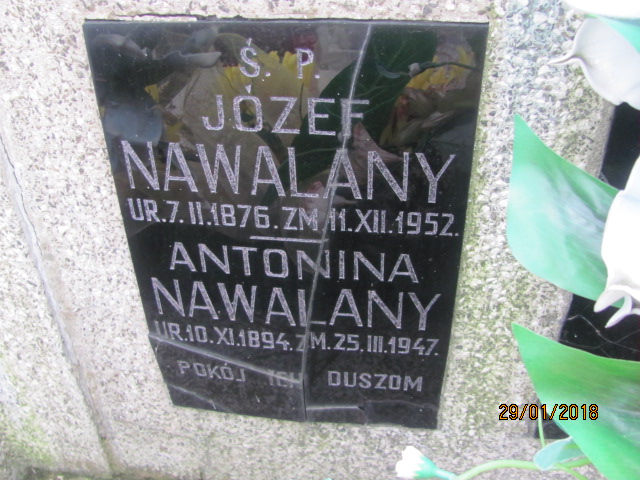 Ś. P.
JÓZEF
NAWALANY
UR.7.II.1876.ZM 11.XII.1952.
ANTONINA
NAWALANY
UR.10.XI.1894.ZM.25.III.1947.
POKÓJ ICH DUSZOM
29/01/2018